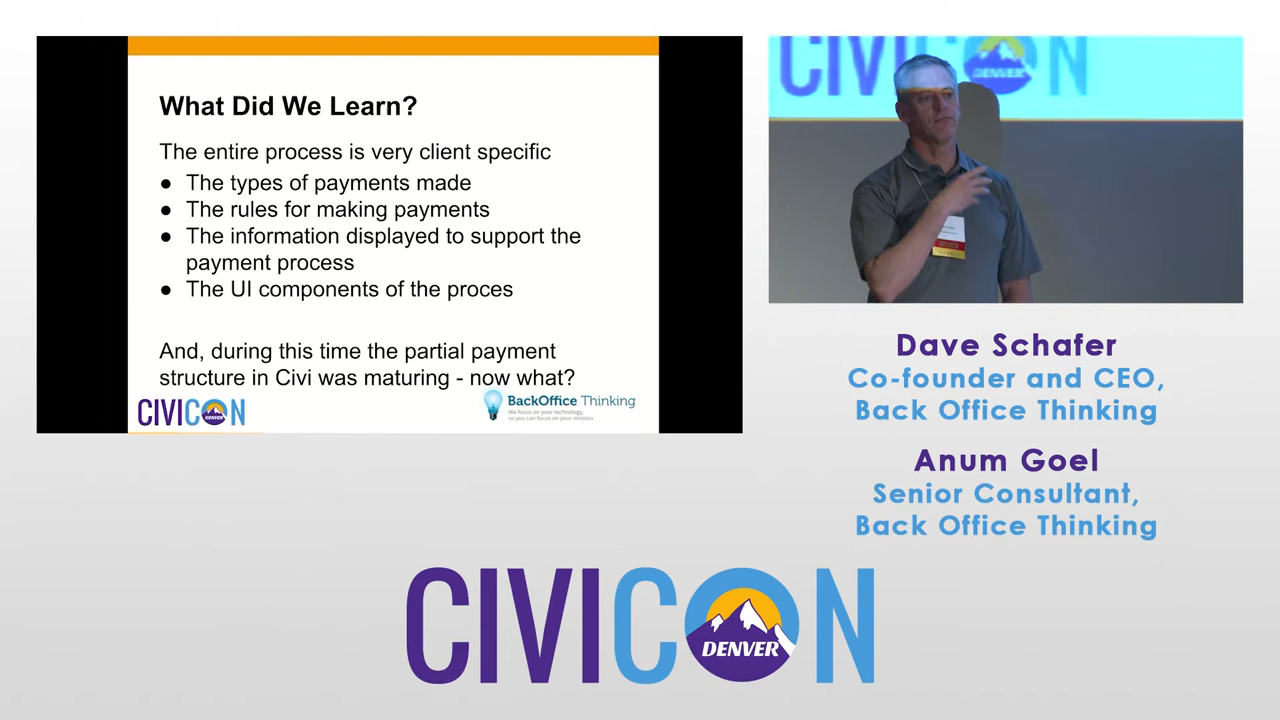 What Did We Learn?
The entire process is very client specific
● The types of payments made
● The rules for making payments
● The information displayed to support the
payment process
● The UI components of the proces
And, during this time the partial payment
structure in Civi was maturing - now what?
CIVICON
DENVER
BackOffice Thinking
We focus on your technology,
so you can focus on your mission.
CIVICON
DENVER
Dave Schafer
Co-founder and CEO,
Back Office Thinking
Anum Goel
Senior Consultant,
Back Office Thinking
CIVICON
DENVER